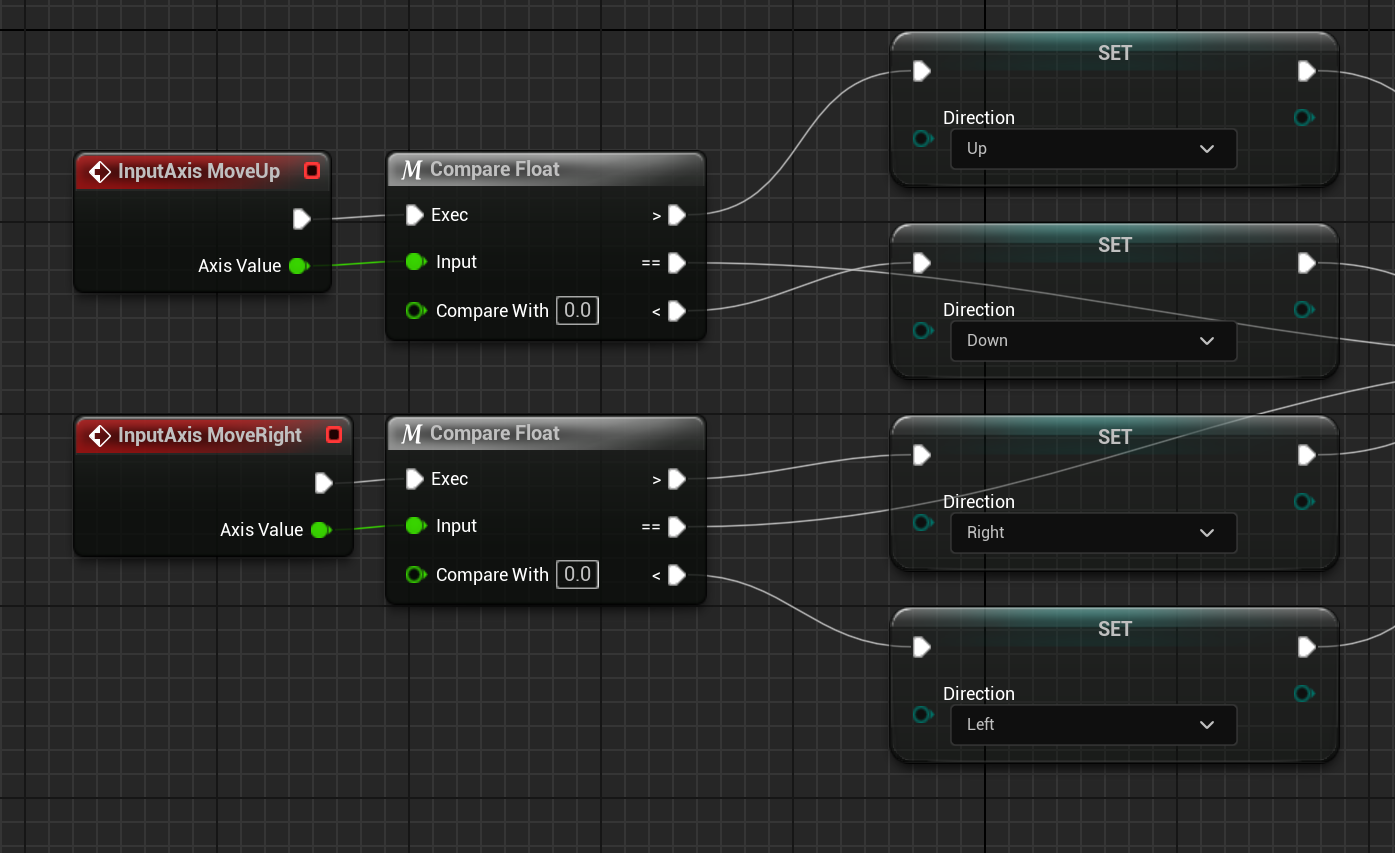 SET
Direction
Up
InputAxis MoveUp
Axis Value
Compare Float
Exec
>
Input
==
Compare With 0.0
<
SET
Direction
Down
InputAxis MoveRight
Axis Value
Compare Float
Exec
>
Input
==
Compare With 0.0
<
SET
Direction
Right
SET
Direction
Left